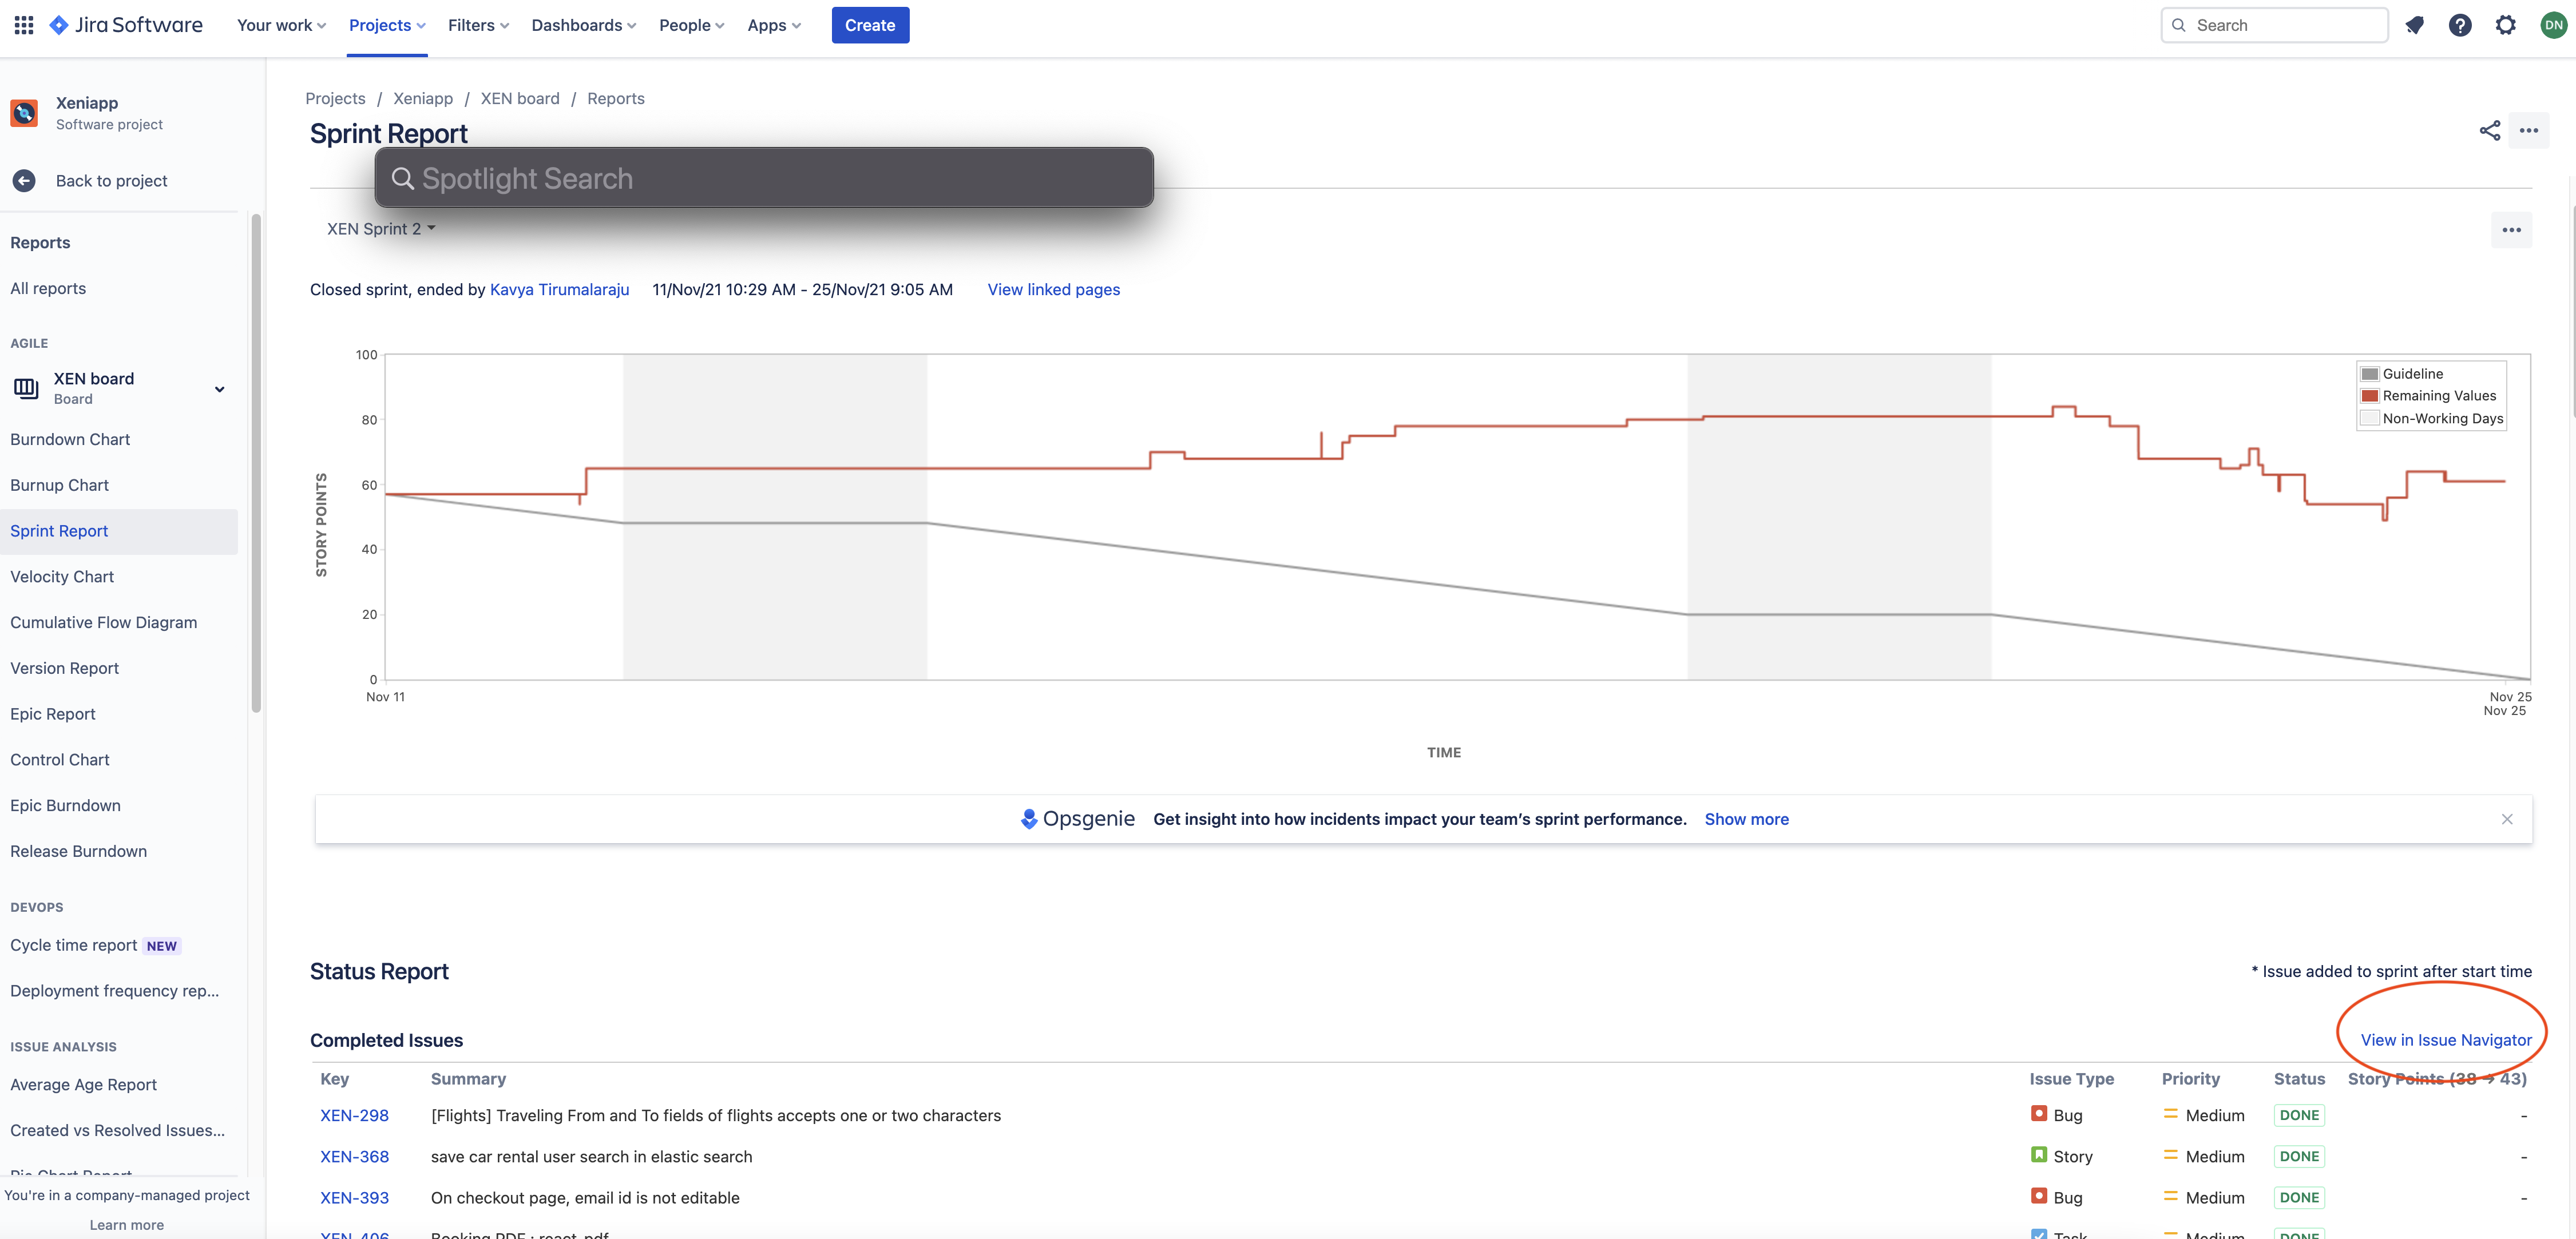 Jira Software Your work Projects Filters Dashboards People Apps Create Search DN
Xeniapp
Software project
Back to project
Reports
All reports
AGILE
XEN board
Board
Burndown Chart
Burnup Chart
Sprint Report
Velocity Chart
Cumulative Flow Diagram
Version Report
Epic Report
Control Chart
Epic Burndown
Release Burndown
DEVOPS
Cycle time report NEW
Deployment frequency rep...
ISSUE ANALYSIS
Average Age Report
Created vs Resolved Issues...
Pie Chart Report
You're in a company-managed project
Learn more
Projects / Xeniapp / XEN board / Reports
Sprint Report
Spotlight Search
XEN Sprint 2
Closed sprint, ended by Kavya Tirumalaraju 11/Nov/21 10:29 AM - 25/Nov/21 9:05 AM View linked pages
STORY POINTS
100
80
60
40
20
0
Guideline
Remaining Values
Non-Working Days
Nov 11
Nov 25
Nov 25
TIME
Opsgenie Get insight into how incidents impact your team’s sprint performance. Show more
Status Report
* Issue added to sprint after start time
Completed Issues
View in Issue Navigator
Key Summary Issue Type Priority Status Story Points (38 → 43)
XEN-298 [Flights] Traveling From and To fields of flights accepts one or two characters Bug Medium DONE -
XEN-368 save car rental user search in elastic search Story Medium DONE -
XEN-393 On checkout page, email id is not editable Bug Medium DONE -
XEN-406 Booking PDF : react-pdf Task Medium DONE